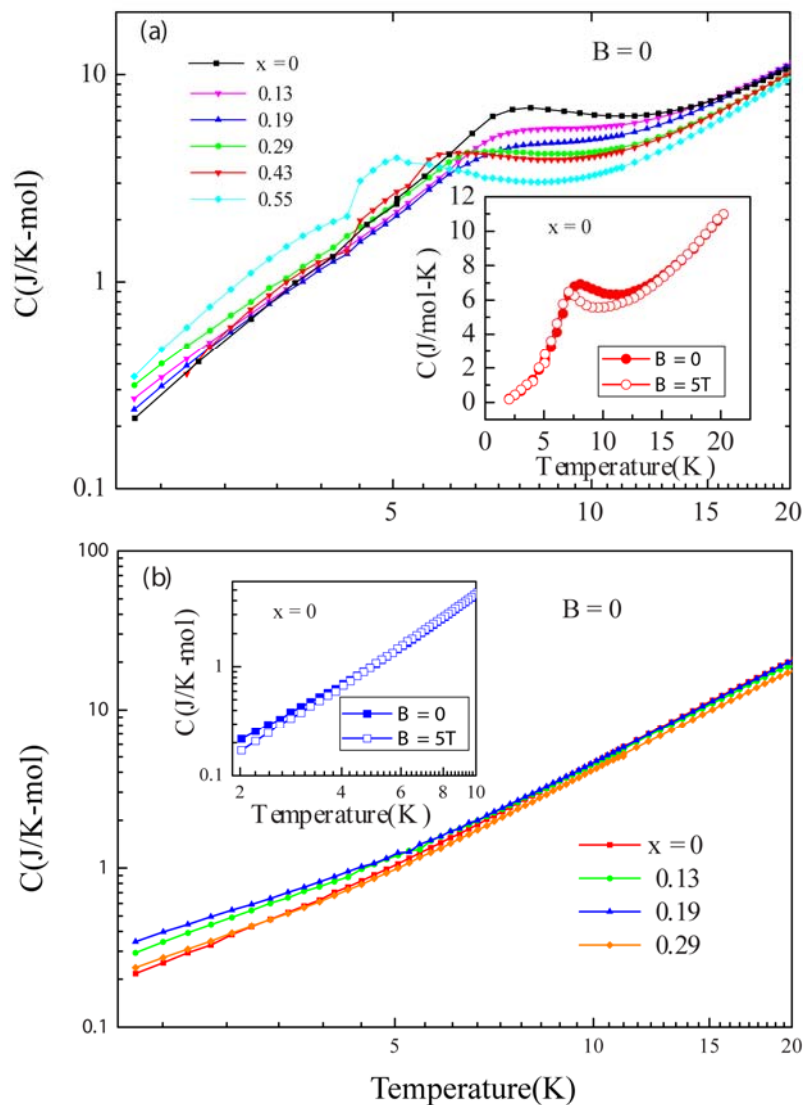 (a)
B = 0
x = 0
0.13
0.19
0.29
0.43
0.55
C(J/K-mol)
10
1
0.1
5
10
15
20
x = 0
C(J/mol-K)
12
10
8
6
4
2
0
B = 0
B = 5T
0
5
10
15
20
Temperature(K)
(b)
B = 0
C(J/K-mol)
100
10
1
0.1
x = 0
C(J/K-mol)
1
0.1
B = 0
B = 5T
2
4
6
8
10
Temperature(K)
x = 0
0.13
0.19
0.29
5
10
15
20
Temperature(K)